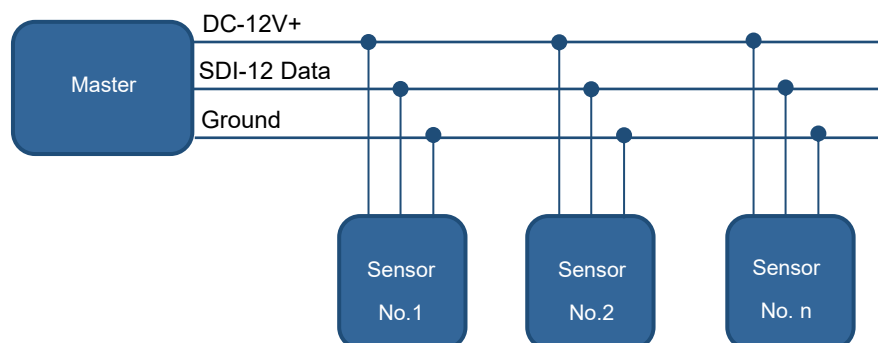 DC-12V+
SDI-12 Data
Master
Ground
Sensor
No.1
Sensor
No.2
Sensor
No. n